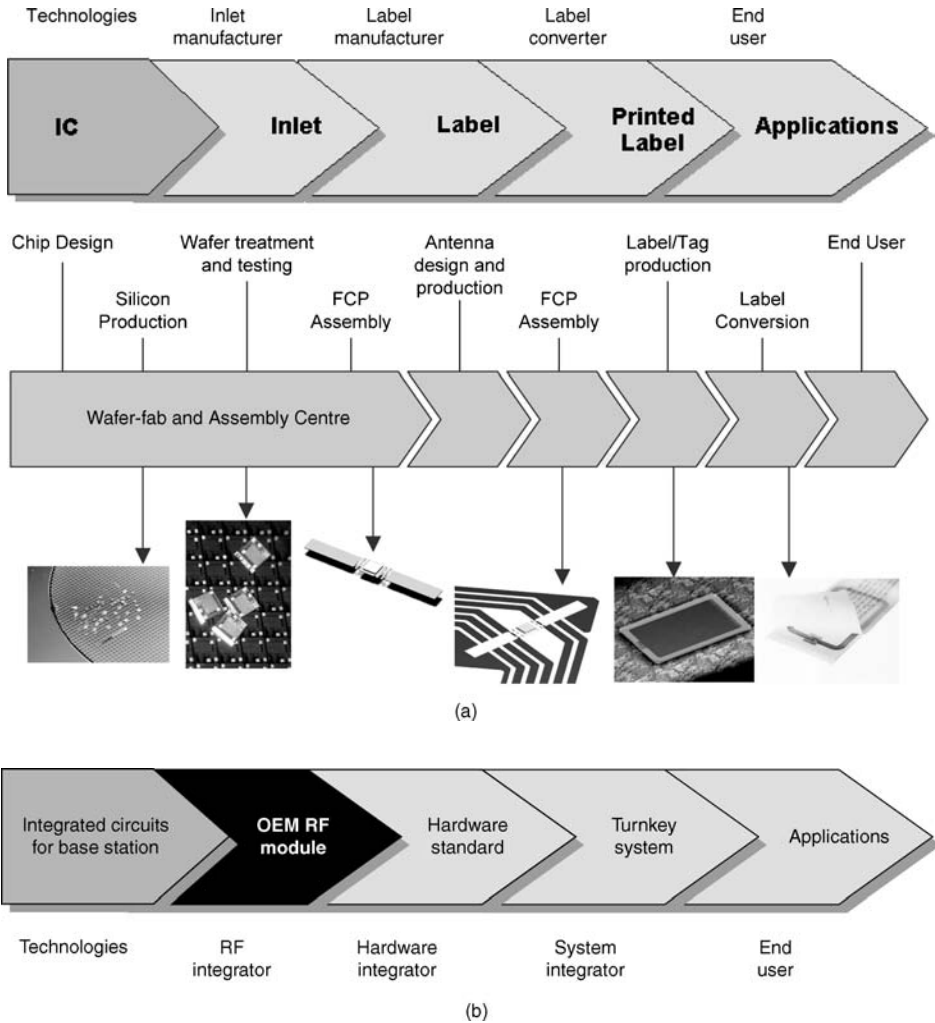 Technologies
Inlet
manufacturer
Label
manufacturer
Label
converter
End
user
IC
Inlet
Label
Printed
Label
Applications
Chip Design
Silicon
Production
Wafer treatment
and testing
FCP
Assembly
Antenna
design and
production
FCP
Assembly
Label/Tag
production
Label
Conversion
End User
Wafer-fab and Assembly Centre
(a)
Integrated circuits
for base station
OEM RF
module
Hardware
standard
Turnkey
system
Applications
Technologies
RF
integrator
Hardware
integrator
System
integrator
End
user
(b)